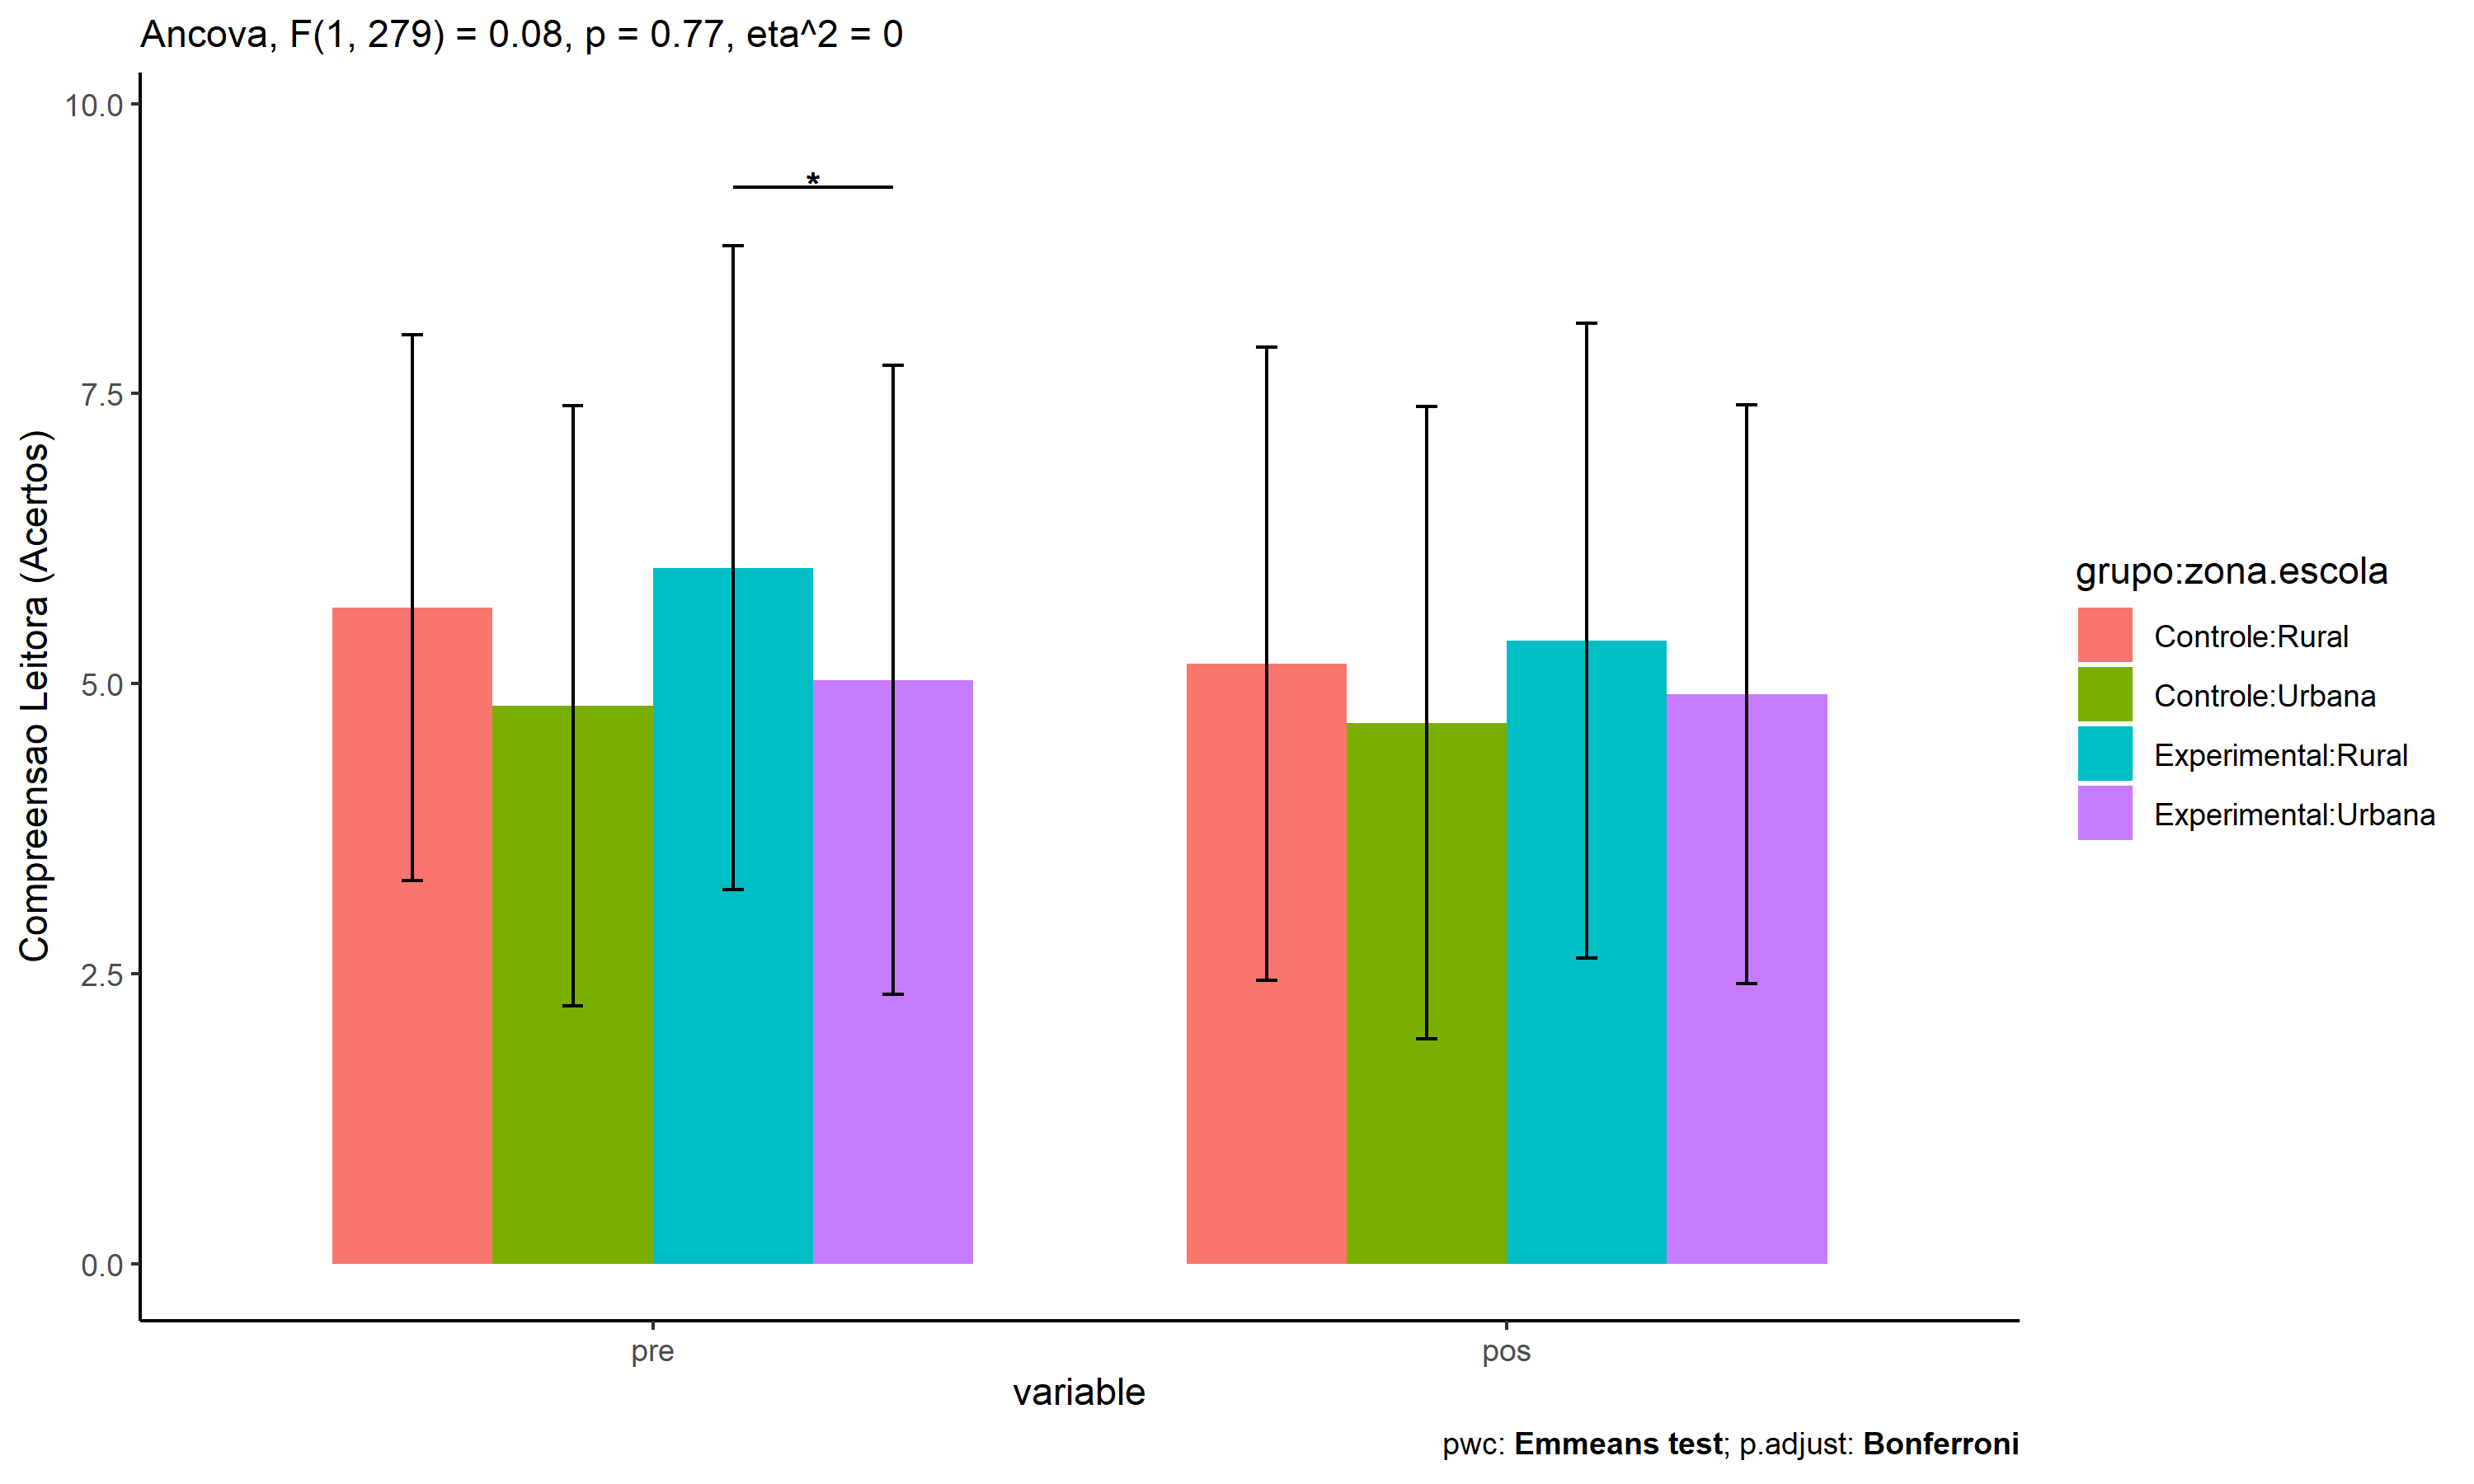 Ancova, F(1, 279) = 0.08, p = 0.77, eta^2 = 0
10.0
7.5
5.0
2.5
0.0
Compreensao Leitora (Acertos)
*
pre
pos
variable
grupo:zona.escola
Controle:Rural
Controle:Urbana
Experimental:Rural
Experimental:Urbana
pwc: Emmeans test; p.adjust: Bonferroni